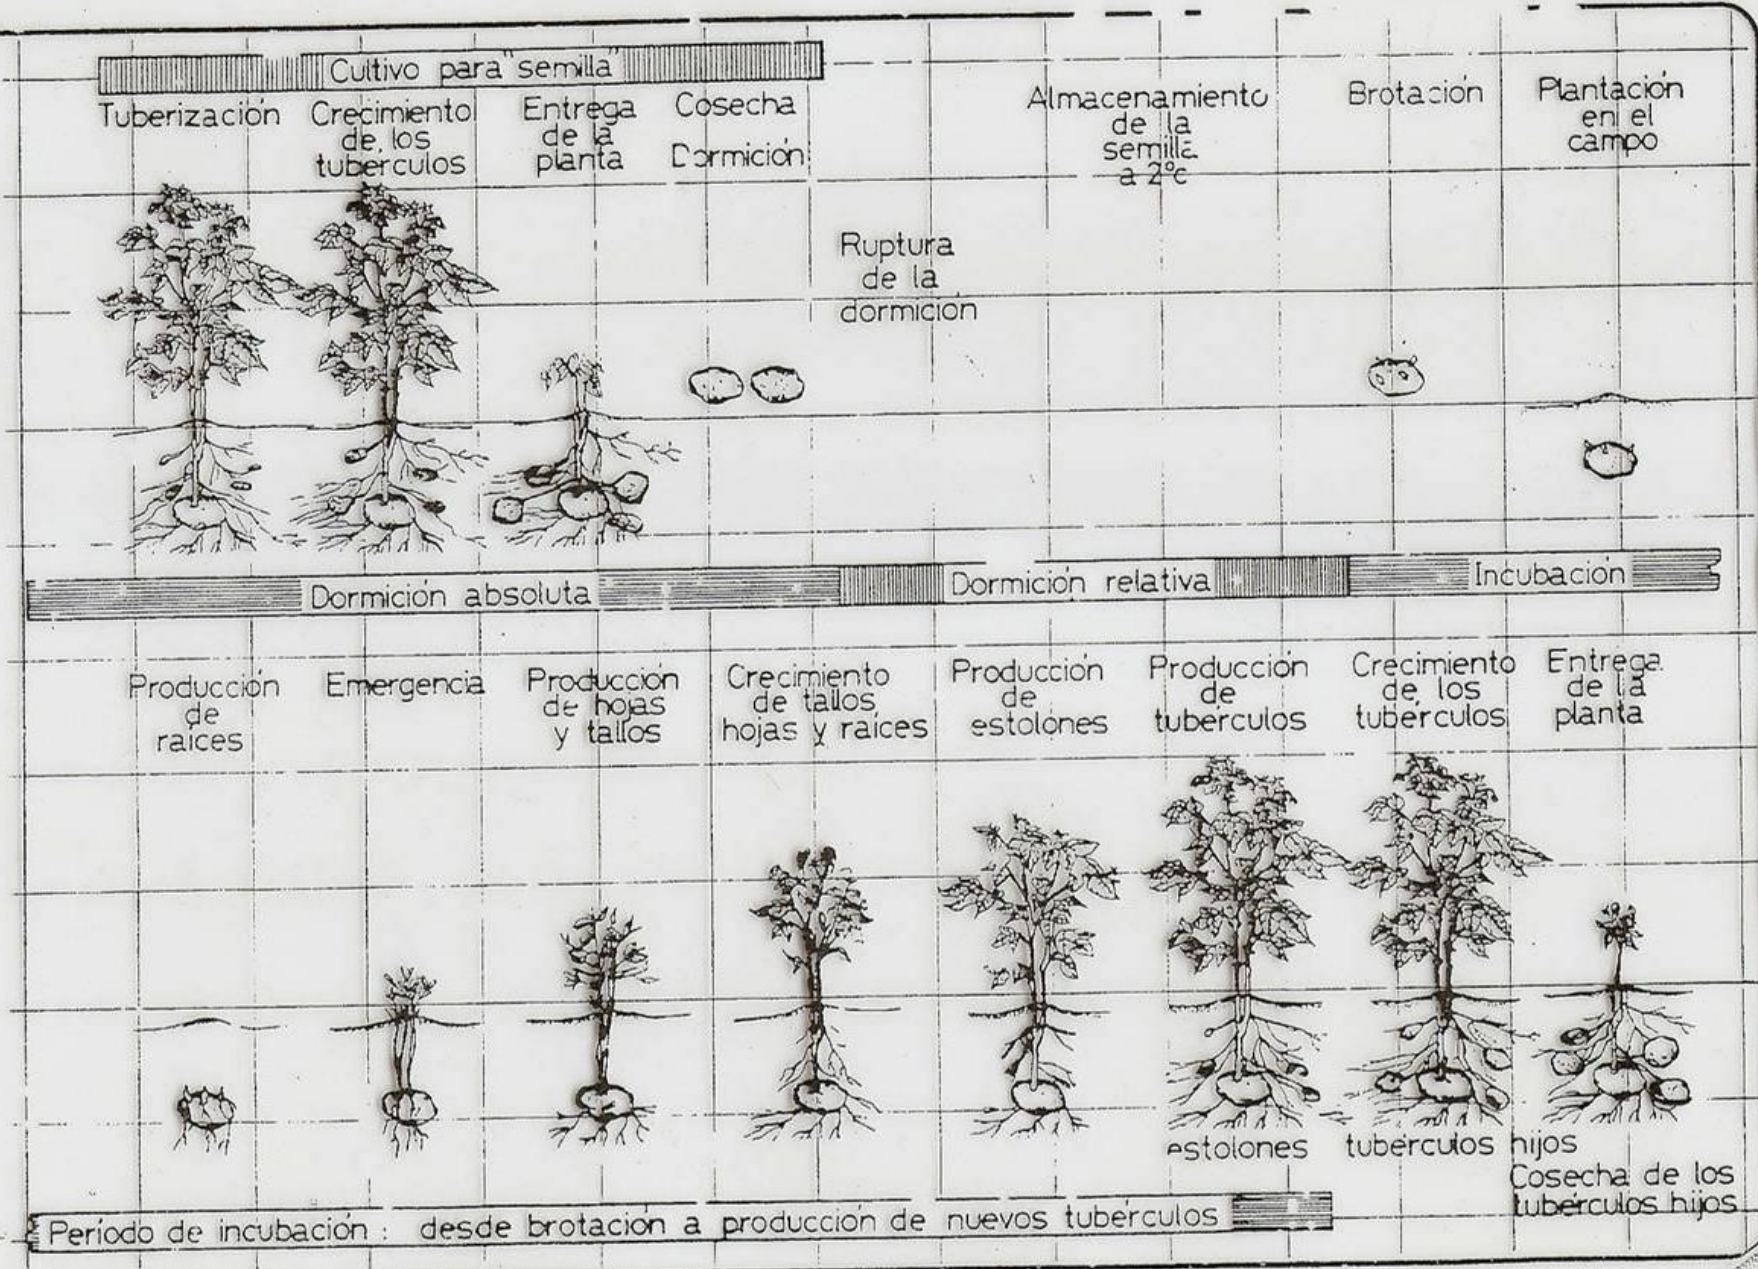 Cultivo para "semilla"
Tuberización
Crecimiento
de los
tubérculos
Entrega
de la
planta
Cosecha
Dormición
Ruptura
de la
dormición
Almacenamiento
de la
semilla
a 2°c
Brotación
Plantación
en el
campo
Dormición absoluta
Dormición relativa
Incubación
Producción
de
raíces
Emergencia
Producción
de hojas
y tallos
Crecimiento
de tallos
hojas y raíces
Producción
de
estolones
Producción
de
tubérculos
Crecimiento
de los
tubérculos
Entrega
de la
planta
estolones
tubérculos hijos
Cosecha de los
tubérculos hijos
Período de incubación : desde brotación a producción de nuevos tubérculos